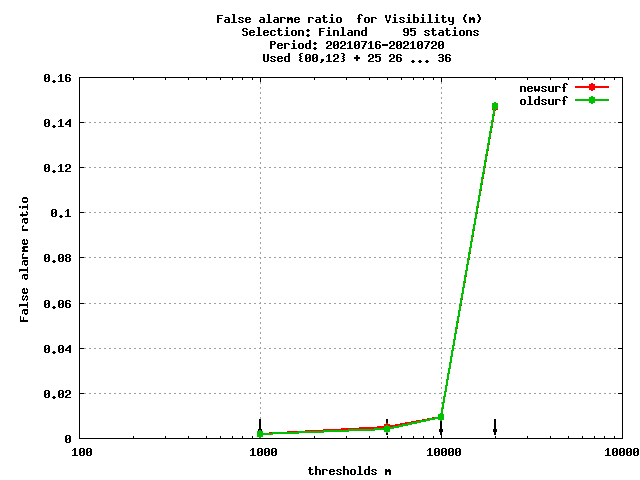 False alarme ratio for Visibility (m)
Selection: Finland 95 stations
Period: 20210716-20210720
Used {00,12} + 25 26 ... 36
newsurf
oldsurf
0.16
0.14
0.12
0.1
0.08
0.06
0.04
0.02
0
False alarme ratio
100 1000 10000 10000
thresholds m